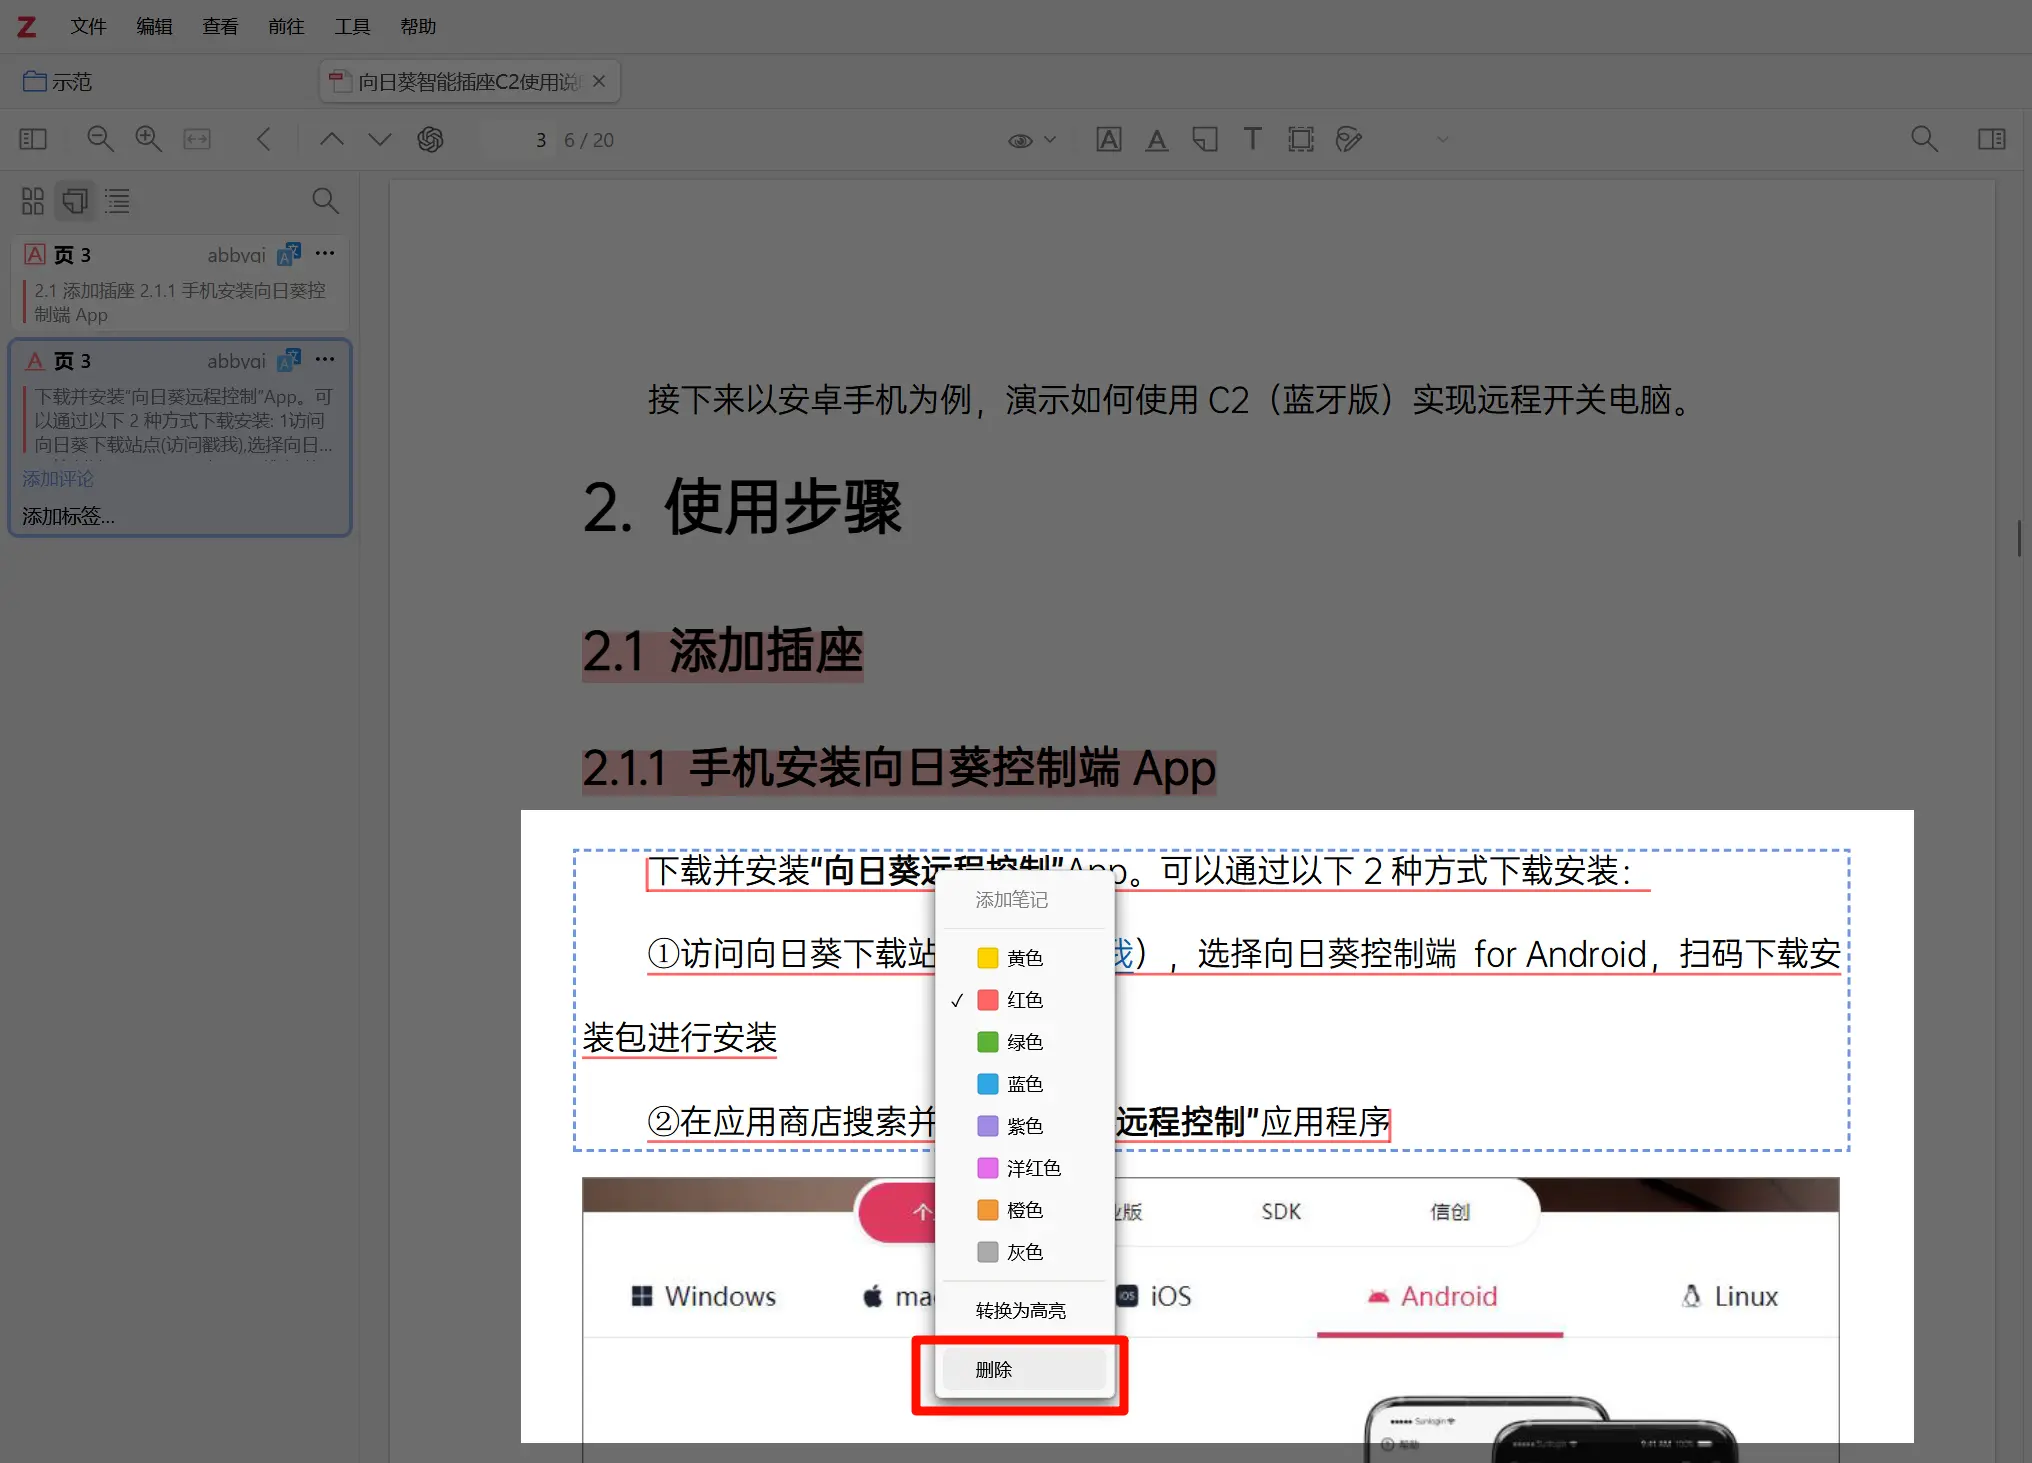 Z 文件 编辑 查看 前往 工具 帮助
示范
向日葵智能插座C2使用说
3 6 / 20
页 3 abbyqi
2.1 添加插座 2.1.1 手机安装向日葵控
制端 App
页 3 abbyqi
下载并安装“向日葵远程控制”App。可
以通过以下 2 种方式下载安装: 1访问
向日葵下载站点(访问戳我),选择向日...
添加评论
添加标签...
接下来以安卓手机为例，演示如何使用 C2（蓝牙版）实现远程开关电脑。
2. 使用步骤
2.1 添加插座
2.1.1 手机安装向日葵控制端 App
下载并安装“向日葵远程控制”App。可以通过以下 2 种方式下载安装：
①访问向日葵下载站 我），选择向日葵控制端 for Android，扫码下载安
装包进行安装
②在应用商店搜索并 远程控制”应用程序
添加笔记
黄色
✓ 红色
绿色
蓝色
紫色
洋红色
橙色
灰色
转换为高亮
删除
个 业版 SDK 信创
Windows mac iOS Android Linux
Sunlogin
帮助
9:41 AM 100%